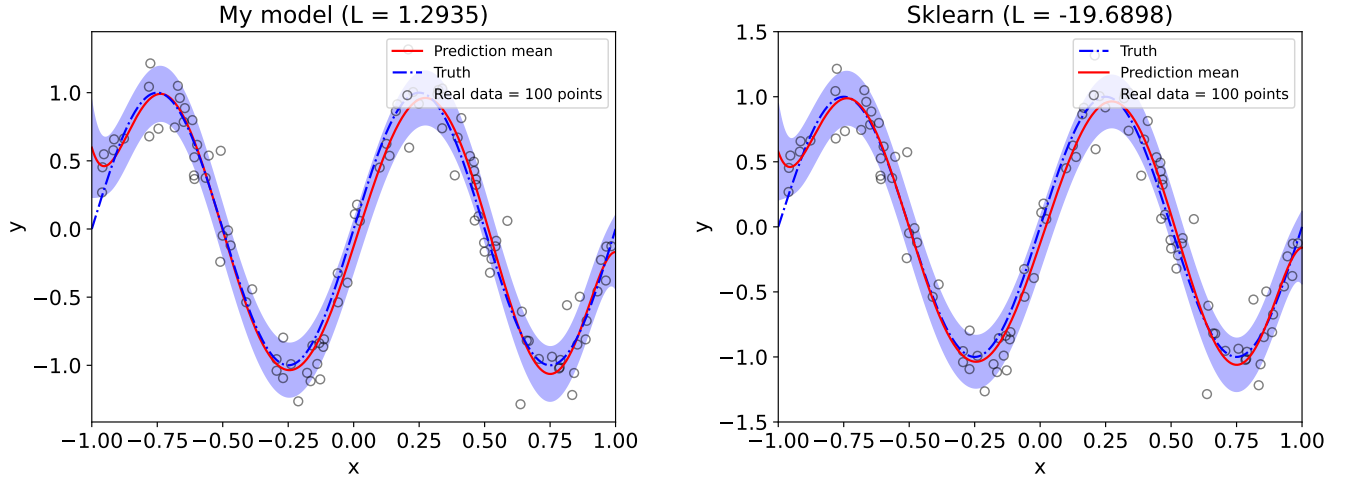 My model (L = 1.2935)
Prediction mean
Truth
Real data = 100 points
1.0
0.5
0.0
−0.5
−1.0
y
−1.00
−0.75
−0.50
−0.25
0.00
0.25
0.50
0.75
1.00
x
Sklearn (L = -19.6898)
Truth
Prediction mean
Real data = 100 points
1.5
1.0
0.5
0.0
−0.5
−1.0
−1.5
y
−1.00
−0.75
−0.50
−0.25
0.00
0.25
0.50
0.75
1.00
x